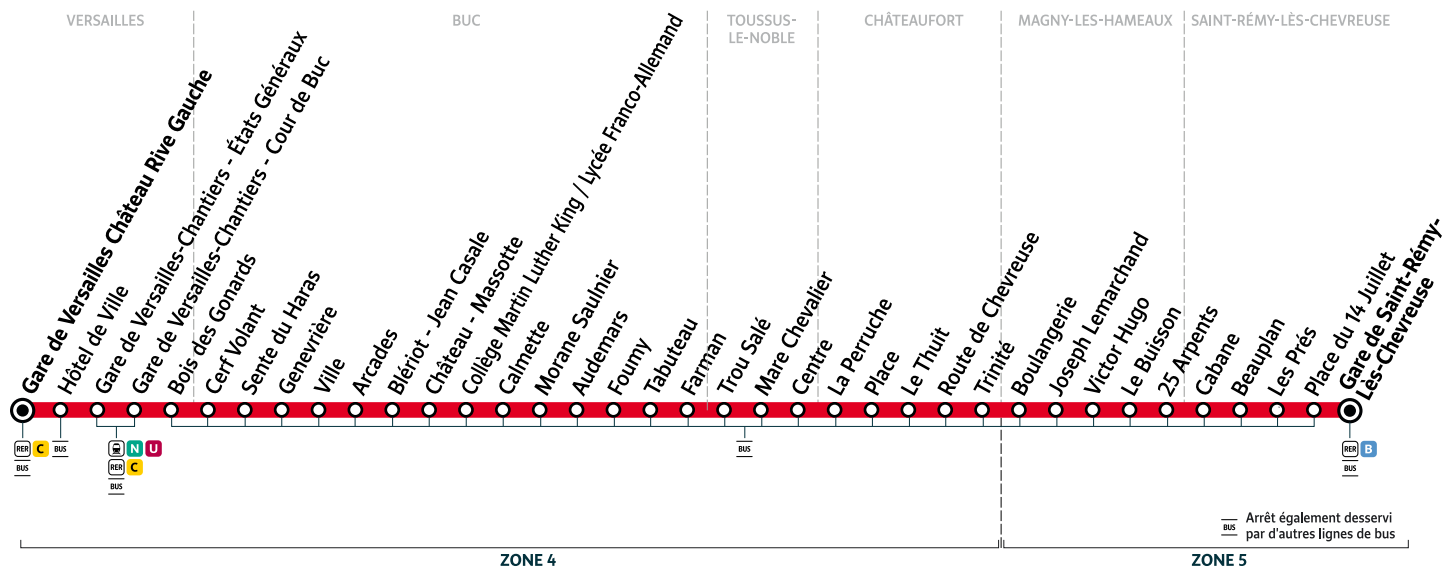 VERSAILLES
BUC
TOUSSUS-
LE-NOBLE
CHÂTEAUFORT
MAGNY-LES-HAMEAUX
SAINT-RÉMY-LÈS-CHEVREUSE
Gare de Versailles Château Rive Gauche
Hôtel de Ville
Gare de Versailles-Chantiers - États Généraux
Gare de Versailles-Chantiers - Cour de Buc
Bois des Gonards
Cerf Volant
Sente du Haras
Genevrière
Ville
Arcades
Blériot - Jean Casale
Château - Massotte
Collège Martin Luther King / Lycée Franco-Allemand
Calmette
Morane Saulnier
Audemars
Fourny
Tabuteau
Farman
Trou Salé
Mare Chevalier
Centre
La Perruche
Place
Le Thuit
Route de Chevreuse
Trinité
Boulangerie
Joseph Lemarchand
Victor Hugo
Le Buisson
25 Arpents
Cabane
Beauplan
Les Prés
Place du 14 Juillet
Gare de Saint-Rémy-
Lès-Chevreuse
RER C
BUS
BUS
N U
RER C
BUS
BUS
RER B
BUS
BUS Arrêt également desservi
par d'autres lignes de bus
ZONE 4
ZONE 5